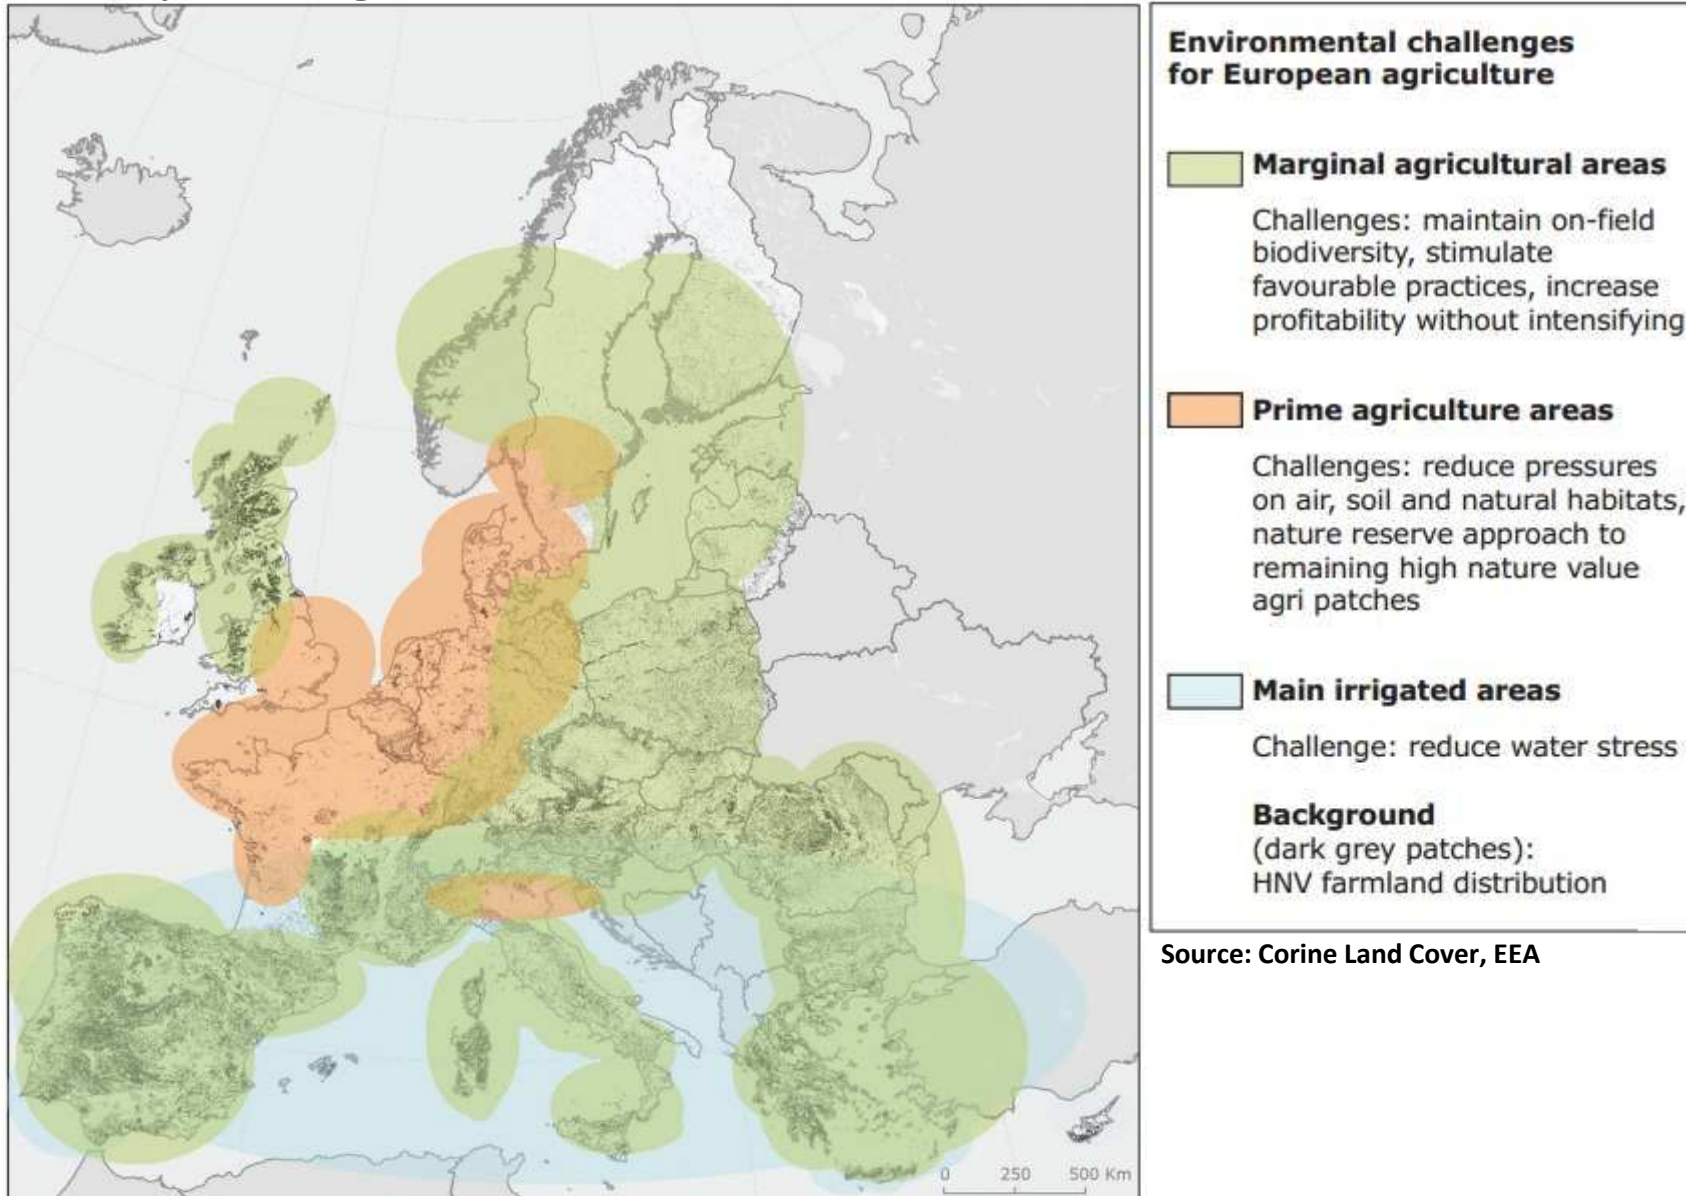 Environmental challenges
for European agriculture
Marginal agricultural areas
Challenges: maintain on-field
biodiversity, stimulate
favourable practices, increase
profitability without intensifying
Prime agriculture areas
Challenges: reduce pressures
on air, soil and natural habitats,
nature reserve approach to
remaining high nature value
agri patches
Main irrigated areas
Challenge: reduce water stress
Background
(dark grey patches):
HNV farmland distribution
Source: Corine Land Cover, EEA
0 250 500 Km